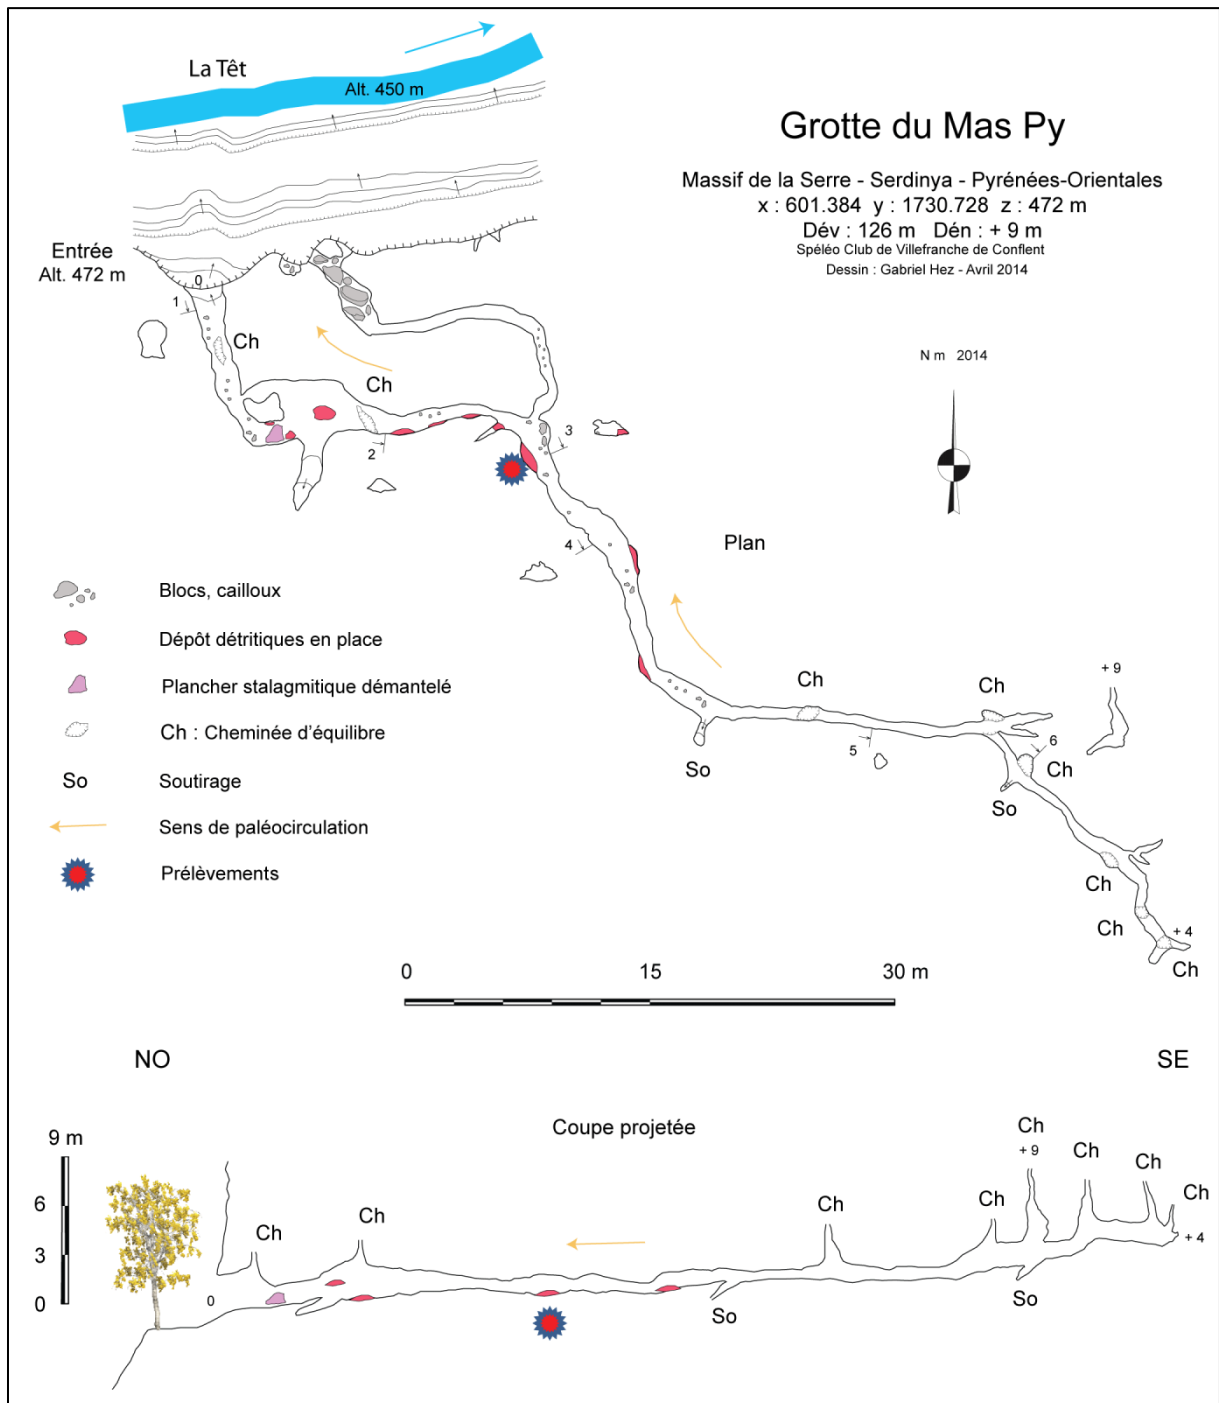 La Têt
Alt. 450 m
Grotte du Mas Py
Massif de la Serre - Serdinya - Pyrénées-Orientales
x : 601.384 y : 1730.728 z : 472 m
Dév : 126 m Dén : + 9 m
Spéléo Club de Villefranche de Conflent
Dessin : Gabriel Hez - Avril 2014
Entrée
Alt. 472 m
0
1
Ch
Ch
N m 2014
2
3
4
Plan
Blocs, cailloux
Dépôt détritiques en place
Plancher stalagmitique démantelé
Ch : Cheminée d'équilibre
So
Soutirage
Sens de paléocirculation
Prélèvements
So
Ch
5
Ch
+ 9
6
Ch
So
Ch
Ch
+ 4
Ch
0
15
30 m
NO
SE
Coupe projetée
9 m
6
3
0
0
Ch
Ch
Ch
Ch
Ch
+ 9
Ch
Ch
Ch
+ 4
So
So